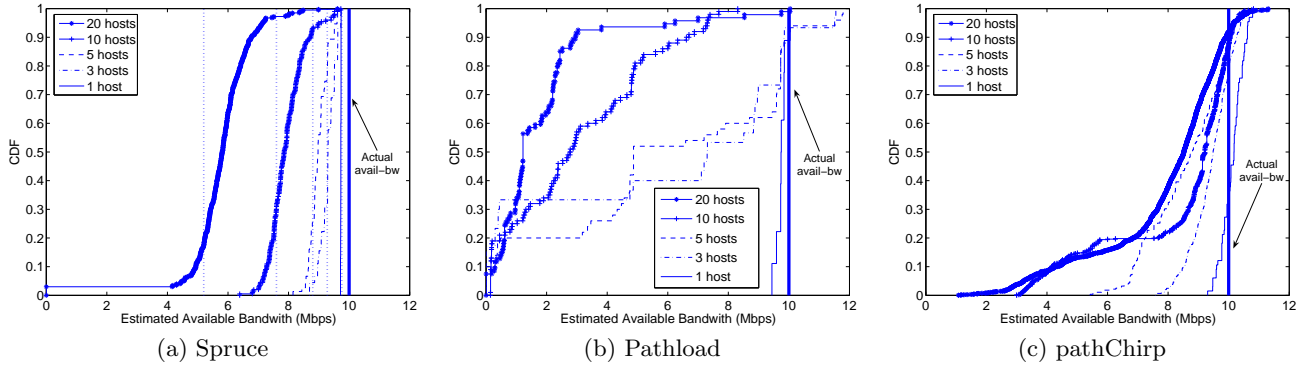 1
0.9
0.8
0.7
0.6
0.5
0.4
0.3
0.2
0.1
0
CDF
20 hosts
10 hosts
5 hosts
3 hosts
1 host
Actual
avail-bw
0 2 4 6 8 10 12
Estimated Available Bandwith (Mbps)
(a) Spruce
1
0.9
0.8
0.7
0.6
0.5
0.4
0.3
0.2
0.1
0
CDF
Actual
avail-bw
20 hosts
10 hosts
5 hosts
3 hosts
1 host
0 2 4 6 8 10 12
Estimated Available Bandwith (Mbps)
(b) Pathload
1
0.9
0.8
0.7
0.6
0.5
0.4
0.3
0.2
0.1
0
CDF
20 hosts
10 hosts
5 hosts
3 hosts
1 host
Actual
avail-bw
2 4 6 8 10 12
Estimated Available Bandwith (Mbps)
(c) pathChirp